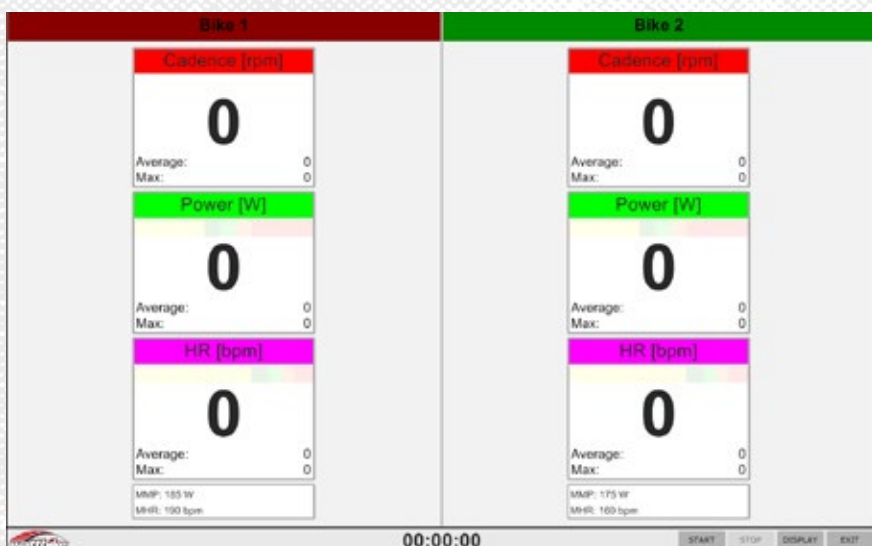 Bike 1
Cadence [rpm]
0
Average: 0
Max: 0
Power [W]
0
Average: 0
Max: 0
HR [bpm]
0
Average: 0
Max: 0
MMP: 185 W
MHR: 190 bpm
Bike 2
Cadence [rpm]
0
Average: 0
Max: 0
Power [W]
0
Average: 0
Max: 0
HR [bpm]
0
Average: 0
Max: 0
MMP: 175 W
MHR: 169 bpm
00:00:00
START STOP DISPLAY EXIT